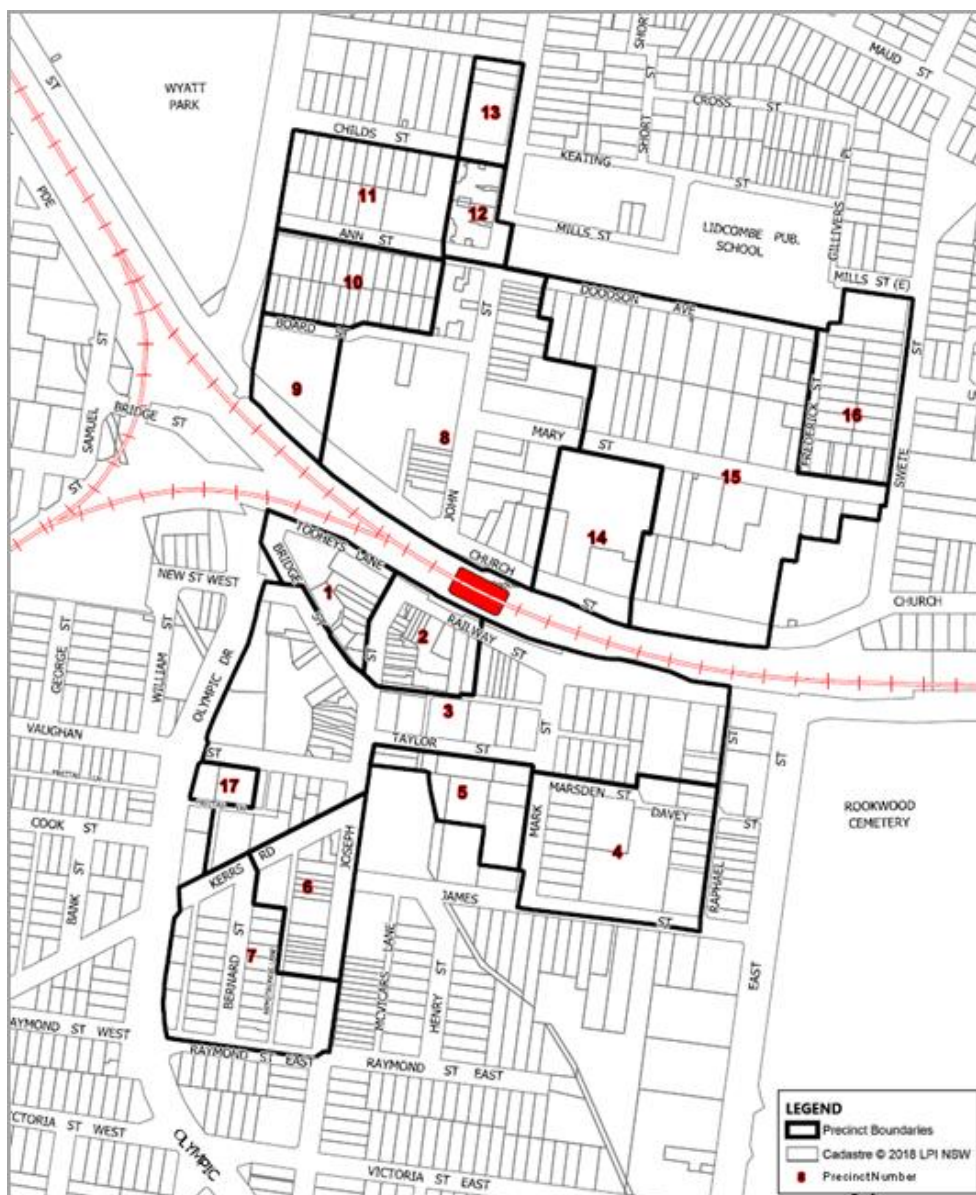 MAUD ST
SHORT
ST
WYATT
PARK
O ST
13
CROSS ST
CHILDS ST
SHORT
KEATING
ST
PDE
11
12
MILLS ST
LIDCOMBE PUB.
SCHOOL
GILLIVERS
ANN ST
MILLS ST (E)
10
DOODSON AVE
ST
BOARD ST
ST
SAMUEL ST
BRIDGE ST
9
8
FREDERICK ST
16
MARY ST
15
SWETE
ST
JOHN
14
TOOHEYS LANE
CHURCH ST
NEW ST WEST
BRIDGE ST
1
CHURCH
GEORGE ST
WILLIAM ST
OLYMPIC DR
2
RAILWAY ST
ST
3
VAUGHAN ST
TAYLOR ST
ST
ST
ST
17
5
MARSDEN ST
DAVEY ST
COOK ST
MARK
4
ROOKWOOD
CEMETERY
KERRS RD
JOSEPH
BANK ST
6
JAMES ST
RAPHAEL
BERNARD ST
7
MCVICARS LANE
HENRY ST
EAST
AYMOND ST WEST
RAYMOND ST EAST
RAYMOND ST EAST
CTORIA ST WEST
OLYMPIC
VICTORIA ST EAST
LEGEND
Precinct Boundaries
Cadastre © 2018 LPI NSW
8 PrecinctNumber